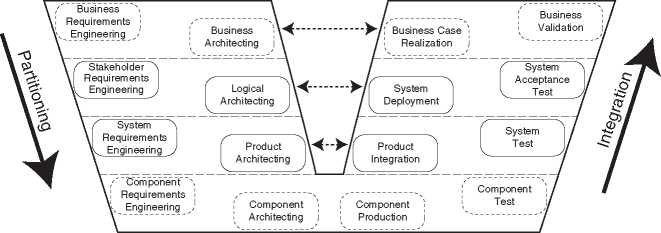 Partitioning
Business
Requirements
Engineering
Business
Architecting
Business Case
Realization
Business
Validation
Stakeholder
Requirements
Engineering
Logical
Architecting
System
Deployment
System
Acceptance
Test
System
Requirements
Engineering
Product
Architecting
Product
Integration
System
Test
Component
Requirements
Engineering
Component
Architecting
Component
Production
Component
Test
Integration